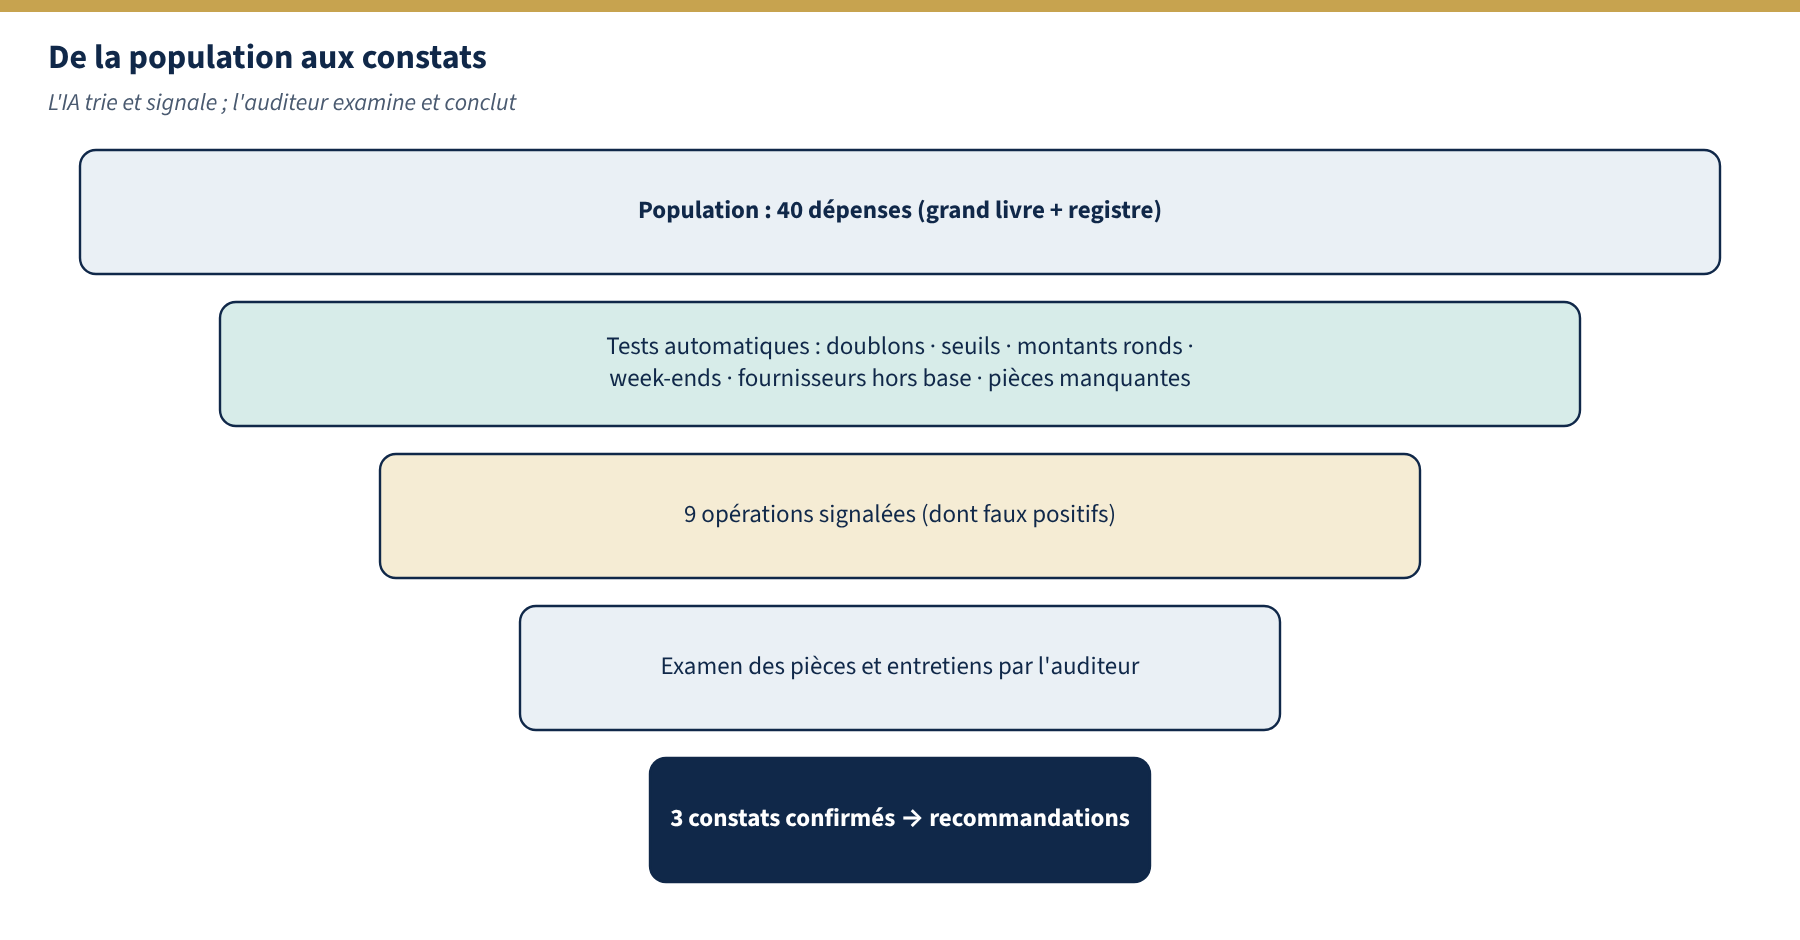 De la population aux constats
L'IA trie et signale ; l'auditeur examine et conclut
Population : 40 dépenses (grand livre + registre)
Tests automatiques : doublons · seuils · montants ronds ·
week-ends · fournisseurs hors base · pièces manquantes
9 opérations signalées (dont faux positifs)
Examen des pièces et entretiens par l'auditeur
3 constats confirmés → recommandations